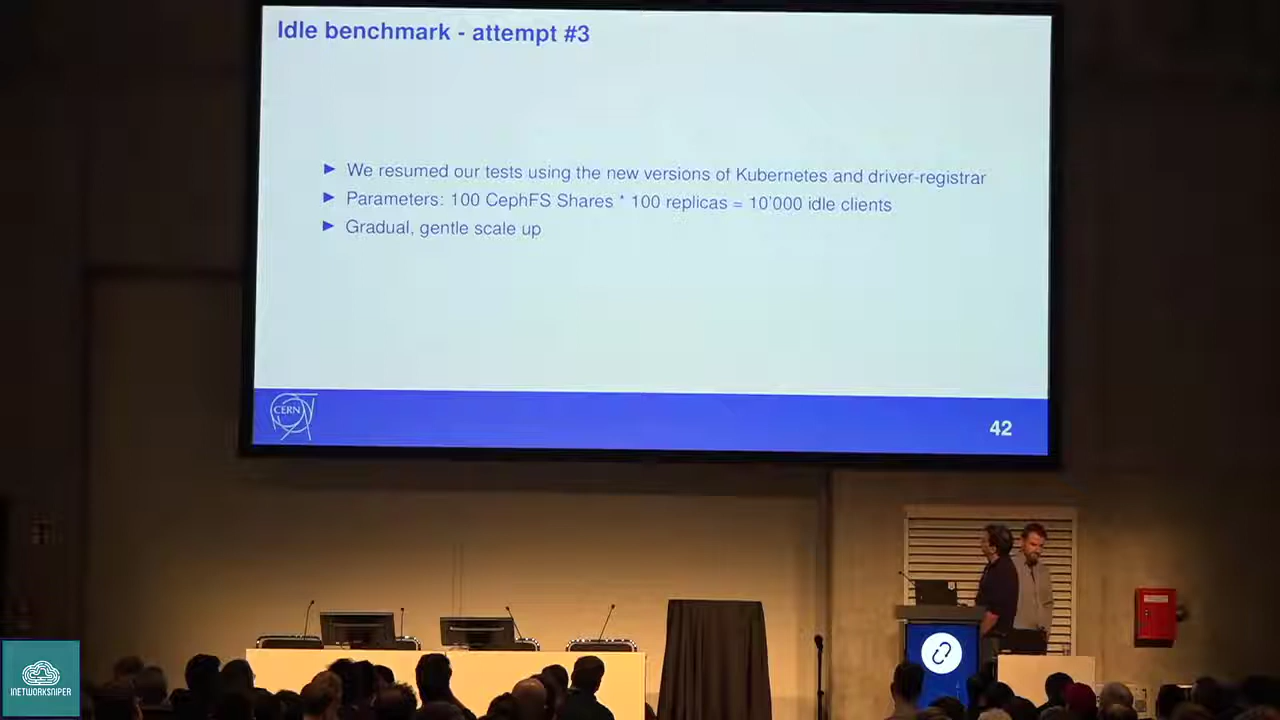 Idle benchmark - attempt #3
► We resumed our tests using the new versions of Kubernetes and driver-registrar
► Parameters: 100 CephFS Shares * 100 replicas = 10'000 idle clients
► Gradual, gentle scale up
CERN
42
INETWORKSNIPER